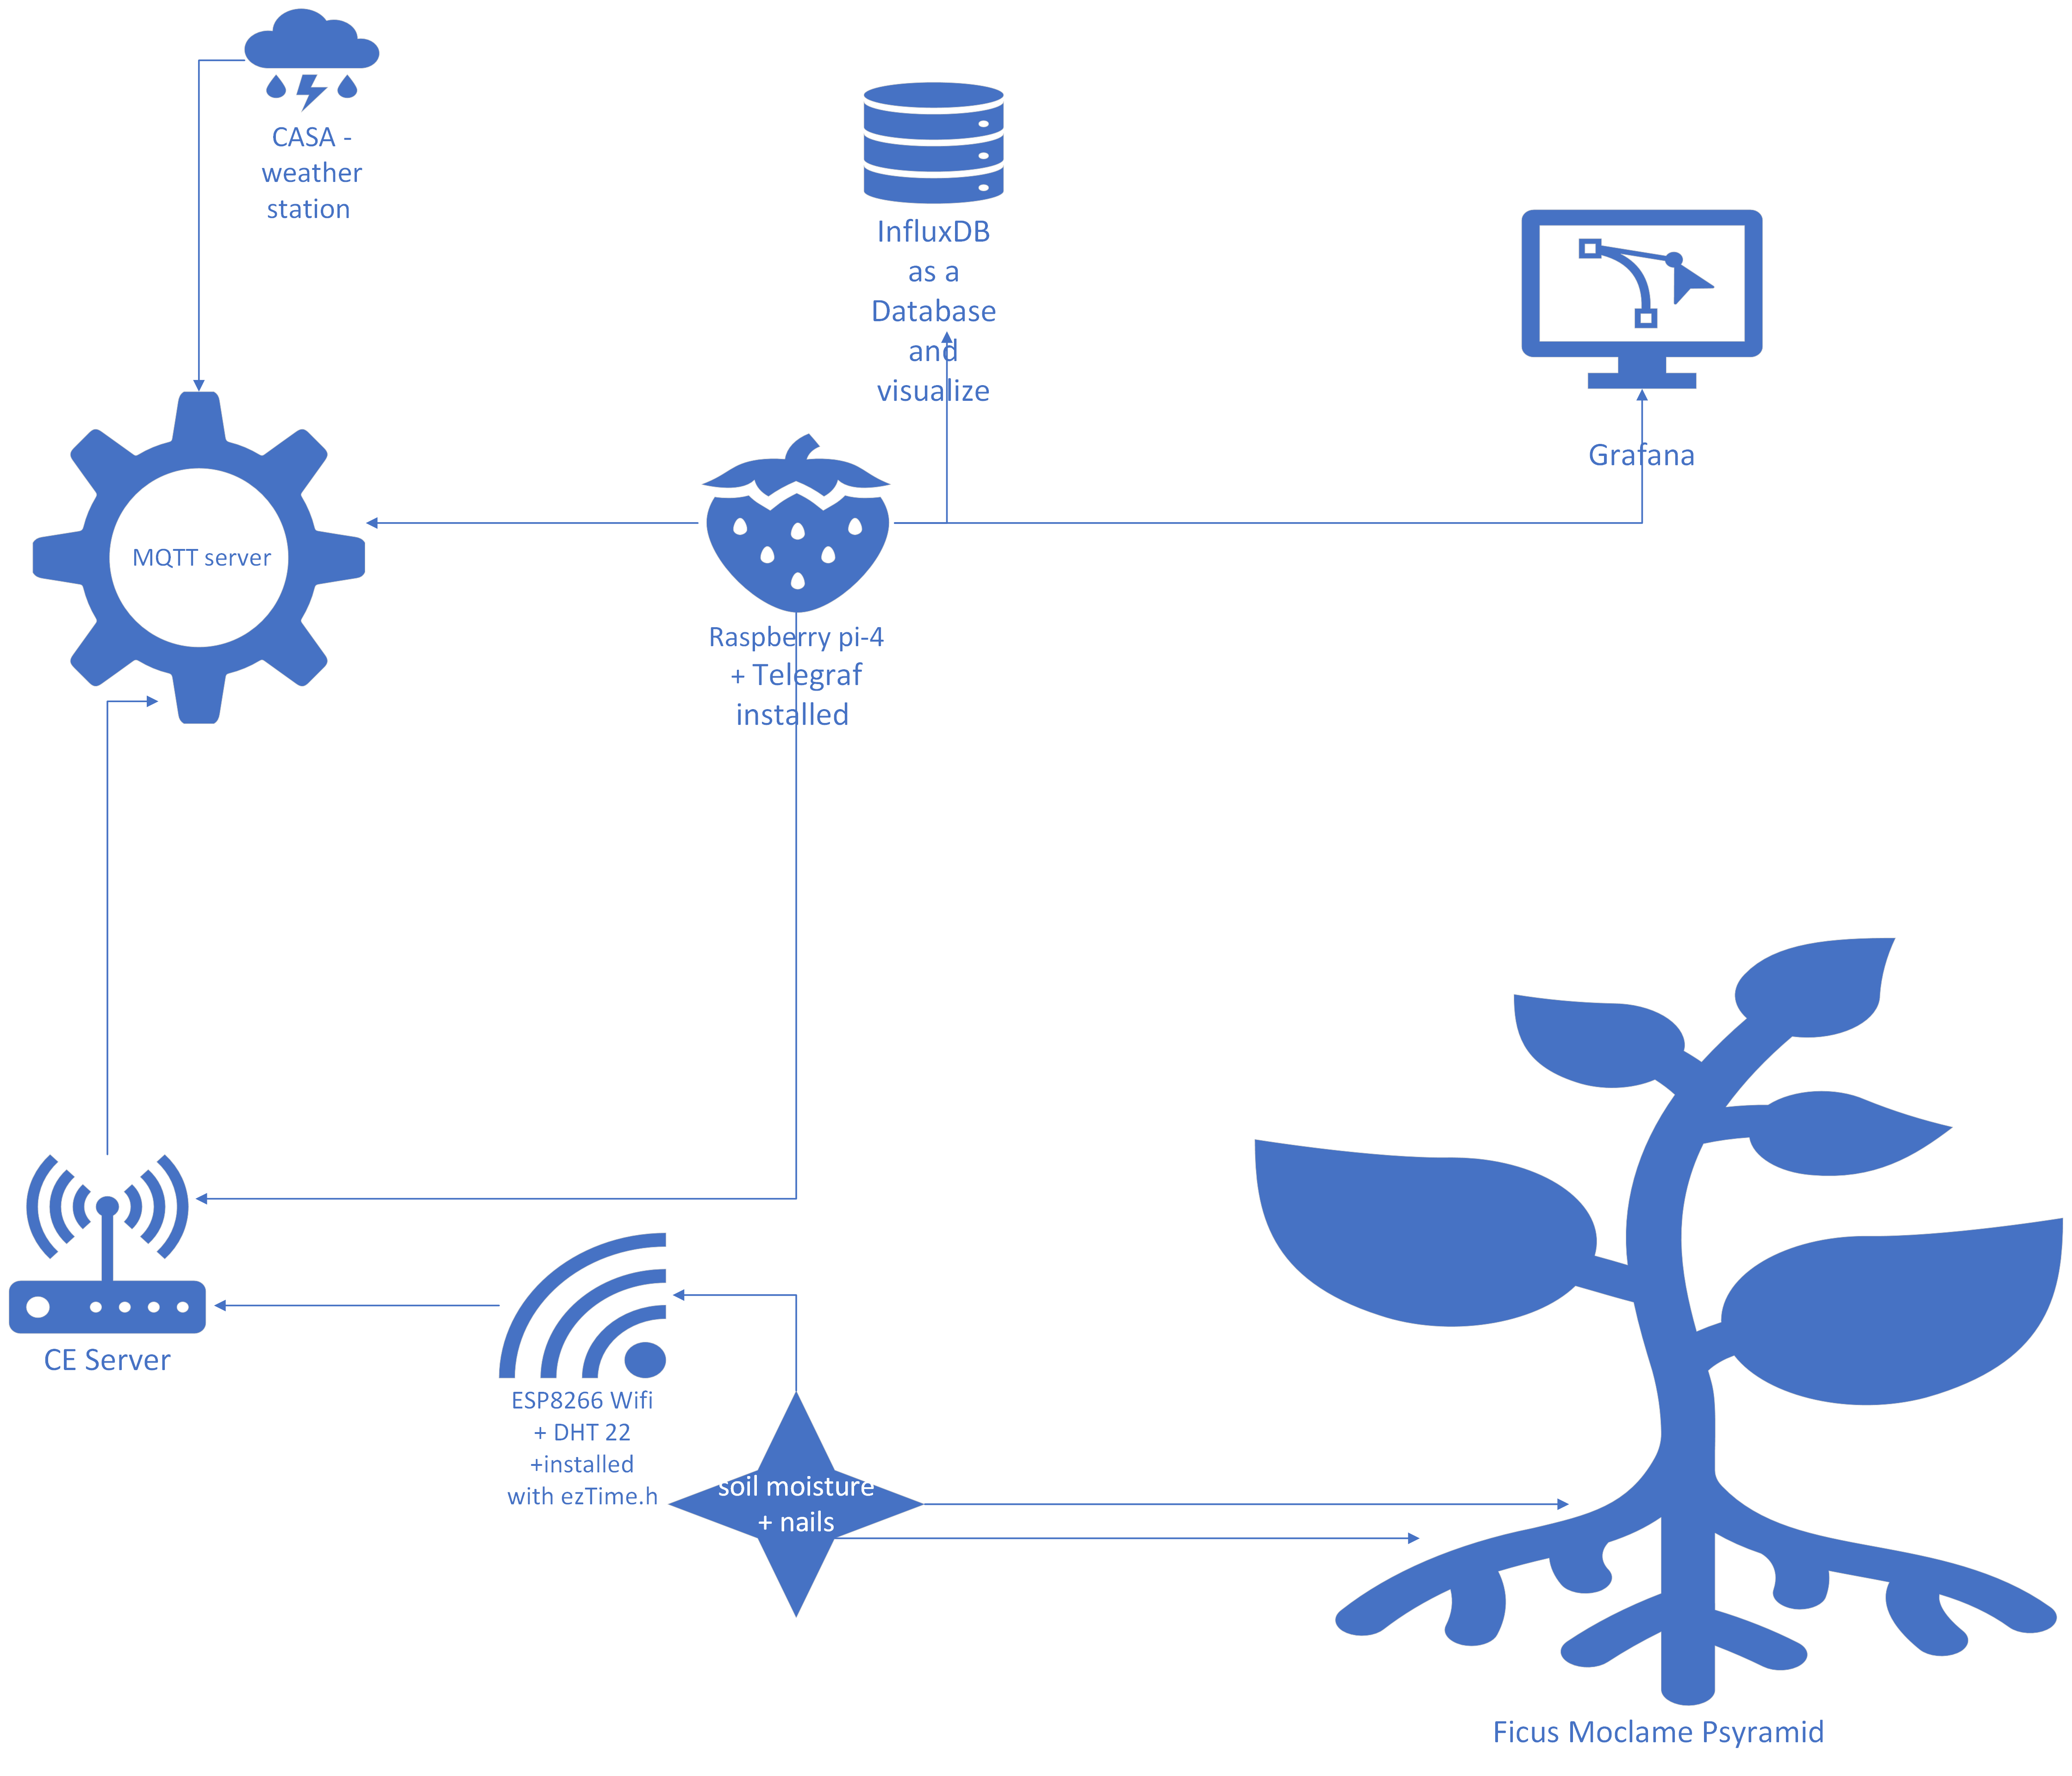 CASA -
weather
station
InfluxDB
as a
Database
and
visualize
Grafana
MQTT server
Raspberry pi-4
+ Telegraf
installed
CE Server
ESP8266 Wifi
+ DHT 22
+installed
with ezTime.h
soil moisture
+ nails
Ficus Moclame Psyramid